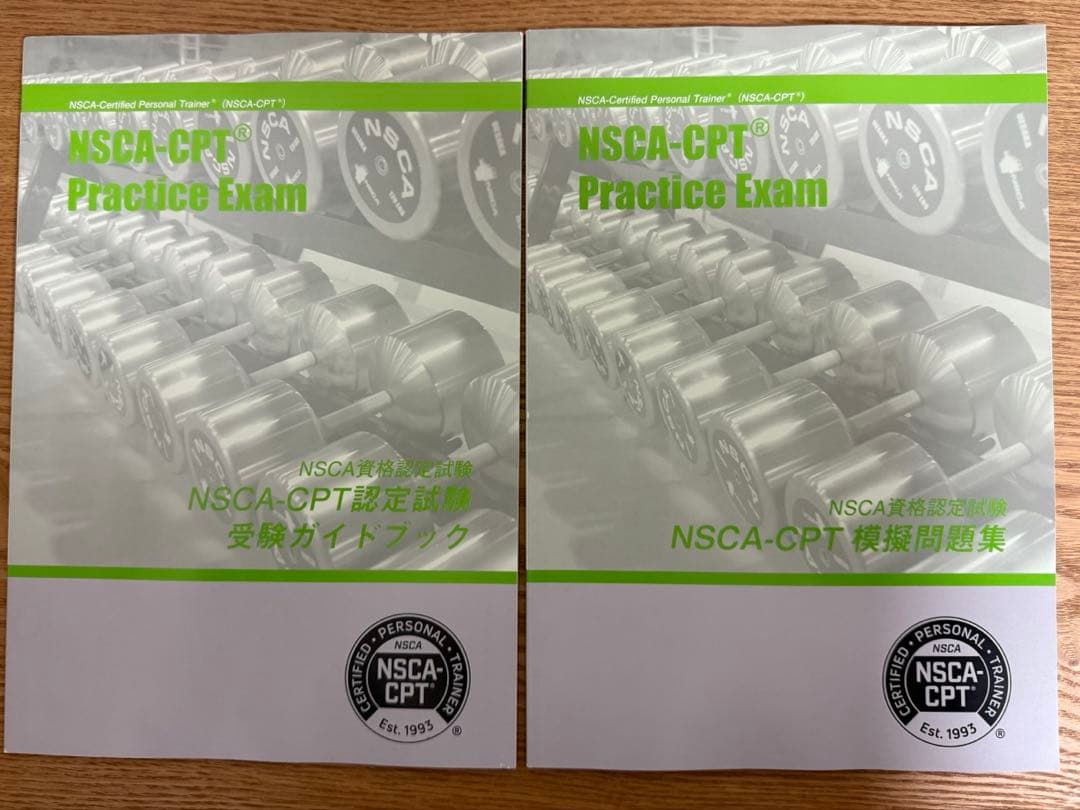 NSCA-Certified Personal Trainer® (NSCA-CPT®)
NSCA-CPT®
Practice Exam
NSCA資格認定試験
NSCA-CPT認定試験
受験ガイドブック
CERTIFIED • PERSONAL • TRAINER
NSCA
NSCA-
CPT®
Est. 1993
®
NSCA-Certified Personal Trainer® (NSCA-CPT®)
NSCA-CPT®
Practice Exam
NSCA資格認定試験
NSCA-CPT 模擬問題集
CERTIFIED • PERSONAL • TRAINER
NSCA
NSCA-
CPT®
Est. 1993
®
NSCA
NSCA